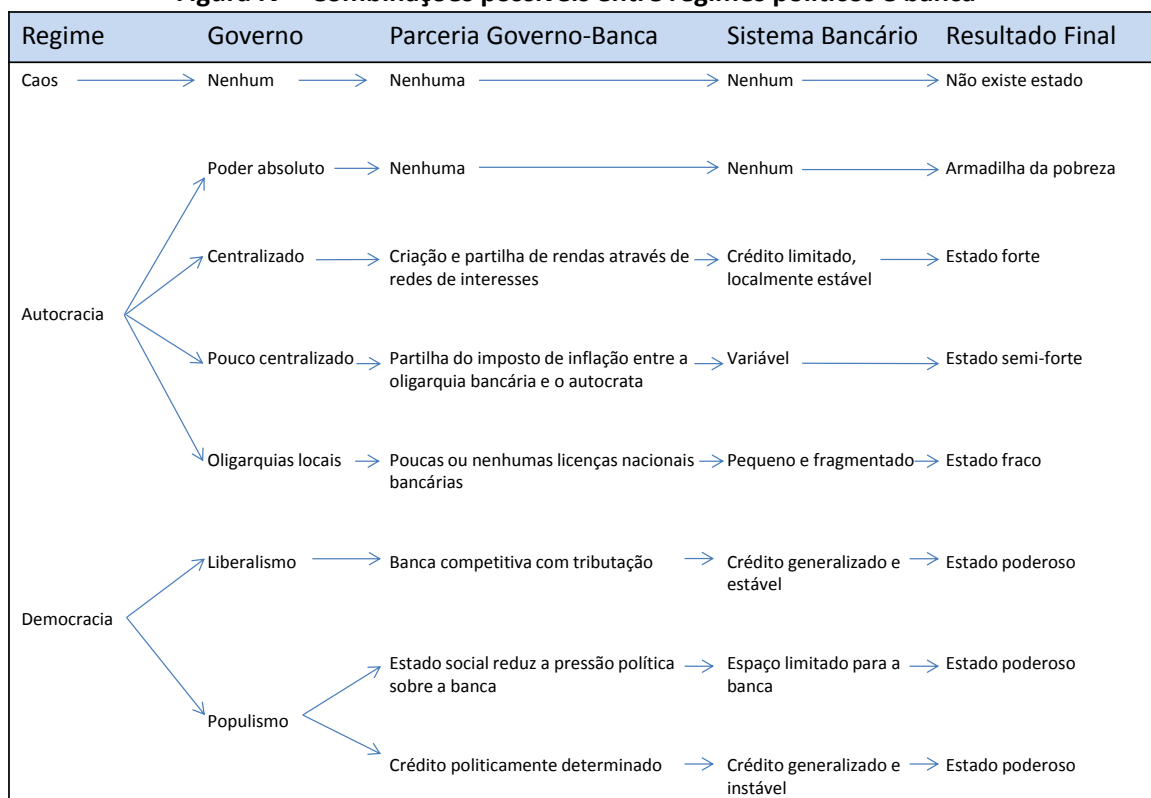 Regime Governo Parceria Governo-Banca Sistema Bancário Resultado Final
Caos Nenhum Nenhuma Nenhum Não existe estado
Poder absoluto Nenhuma Nenhum Armadilha da pobreza
Centralizado Criação e partilha de rendas através de Crédito limitado, Estado forte
redes de interesses localmente estável
Autocracia
Pouco centralizado Partilha do imposto de inflação entre a Variável Estado semi-forte
oligarquia bancária e o autocrata
Oligarquias locais Poucas ou nenhumas licenças nacionais Pequeno e fragmentado Estado fraco
bancárias
Liberalismo Banca competitiva com tributação Crédito generalizado e Estado poderoso
estável
Democracia
Estado social reduz a pressão política Espaço limitado para a Estado poderoso
sobre a banca banca
Populismo
Crédito politicamente determinado Crédito generalizado e Estado poderoso
instável